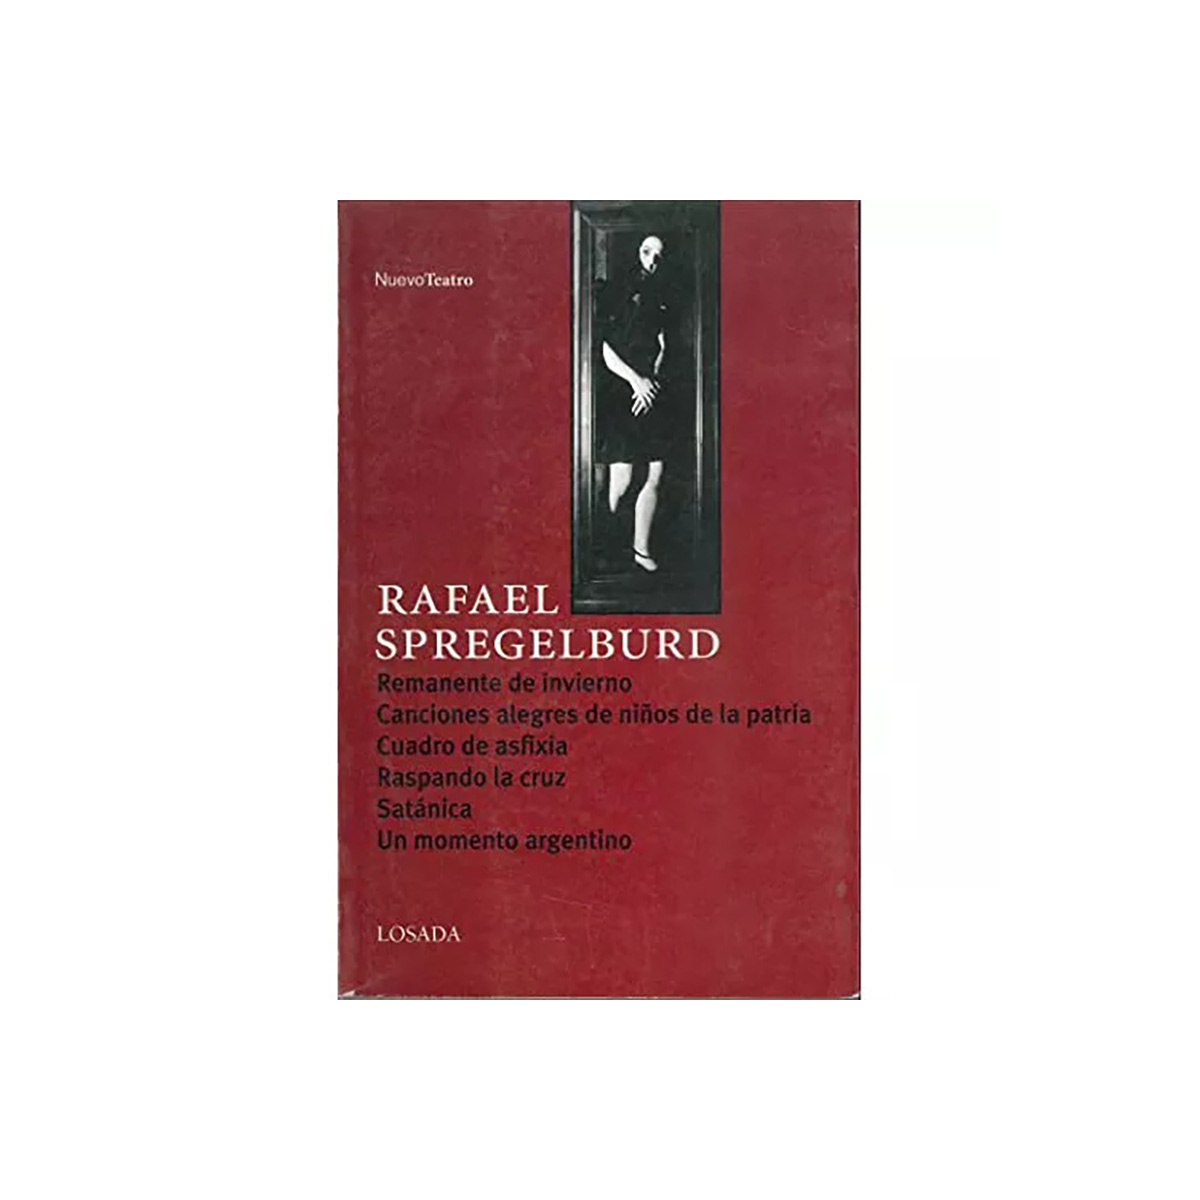 NuevoTeatro
RAFAEL
SPREGELBURD
Remanente de invierno
Canciones alegres de niños de la patria
Cuadro de asfixia
Raspando la cruz
Satánica
Un momento argentino
LOSADA